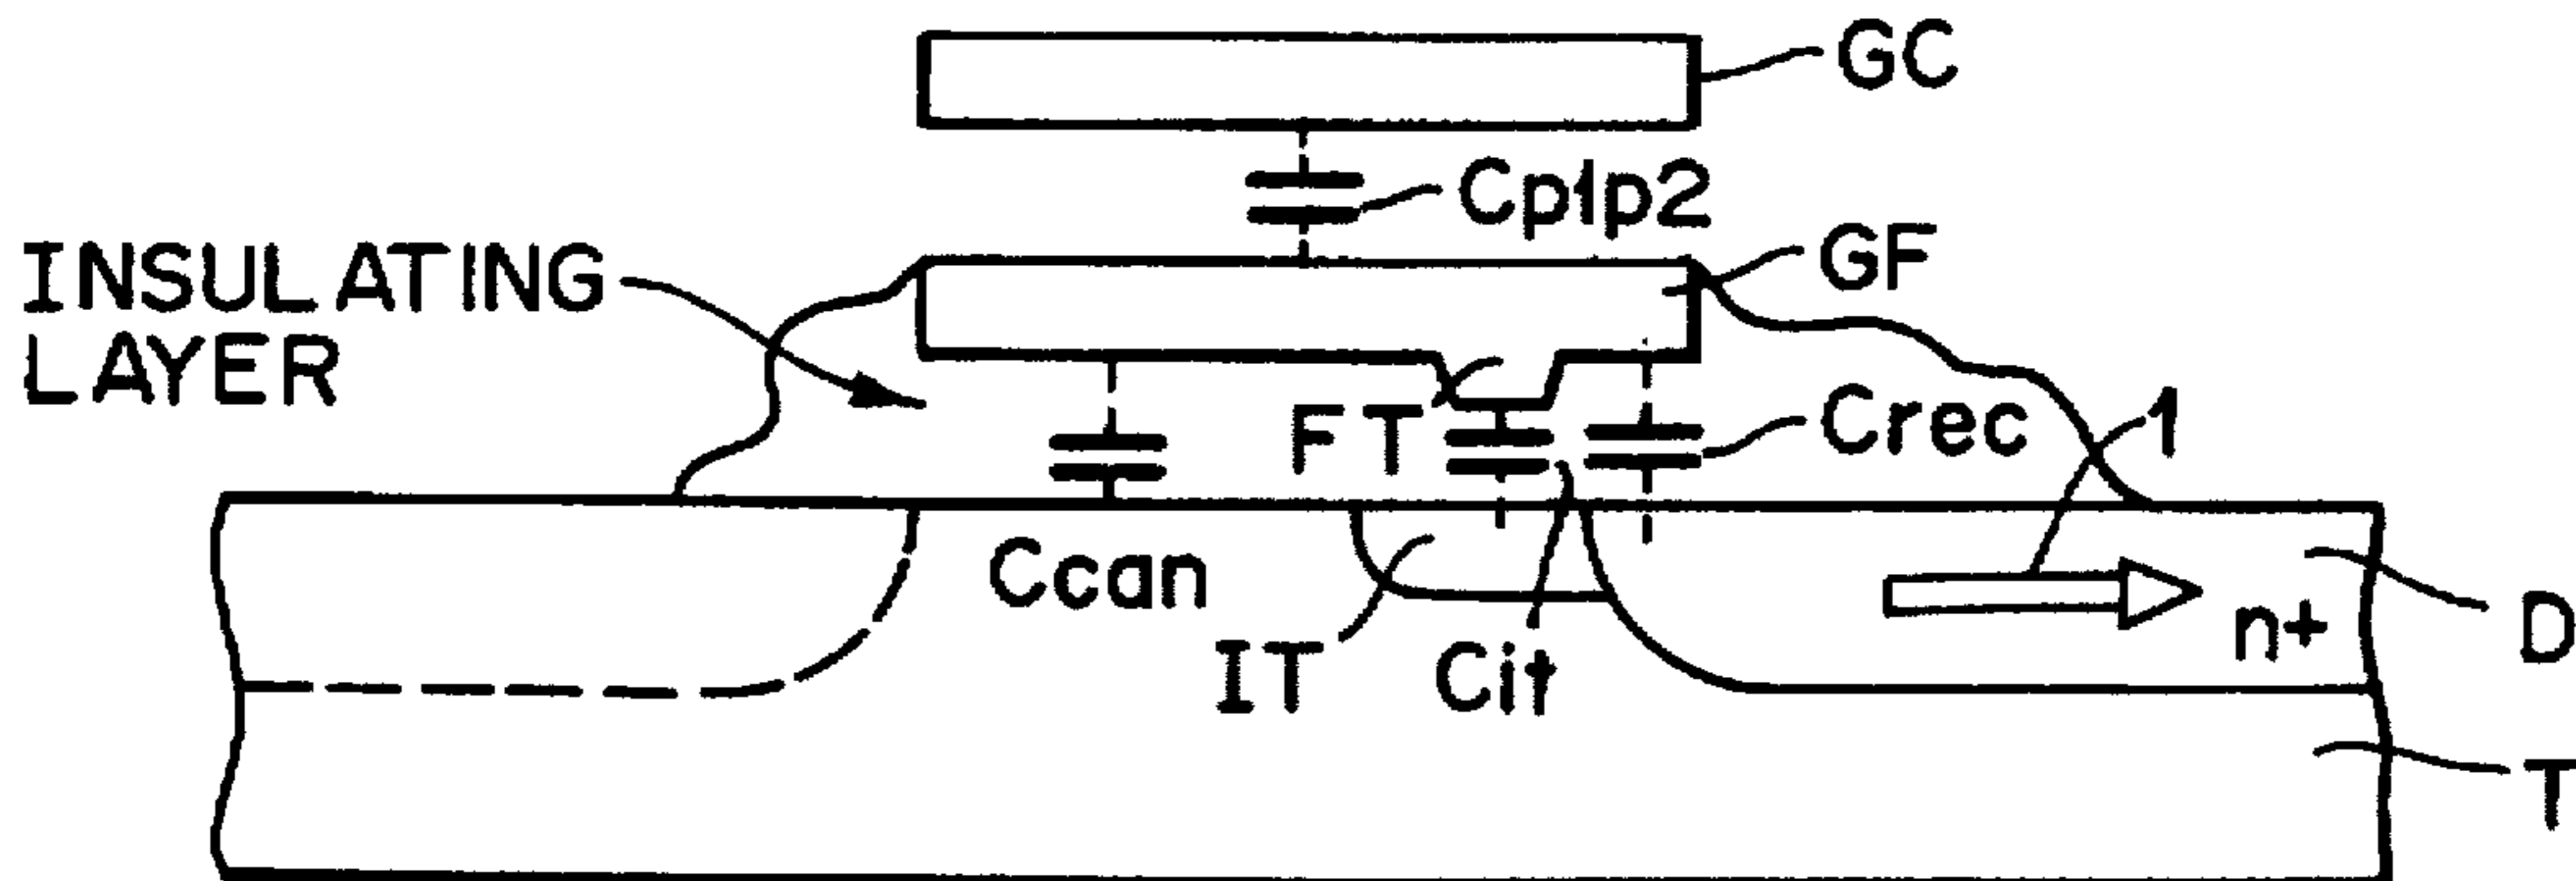 GC
Cp1p2
GF
INSULATING
LAYER
FT
Crec
1
Ccan
IT
Cit
n+
D
T